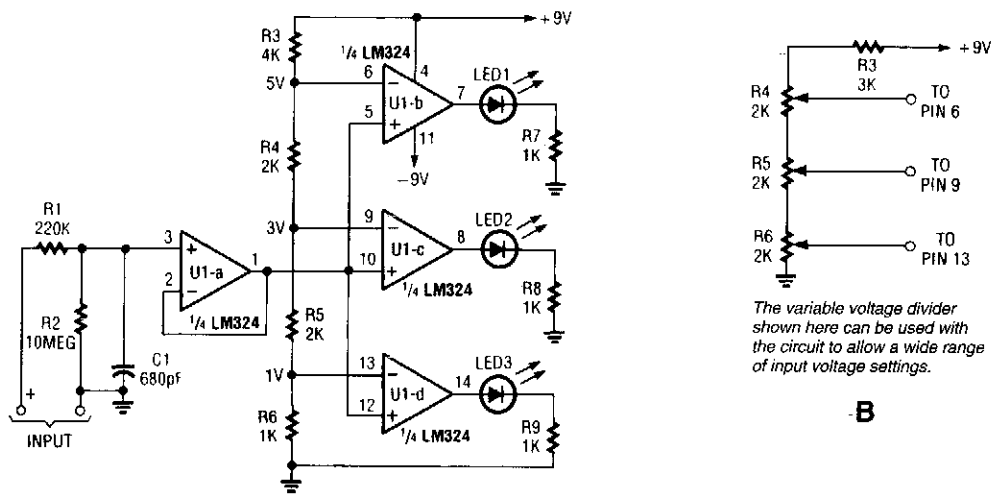 R1
220K
R2
10MEG
C1
680pF
+
INPUT
3
2
+
-
U1-a
1
1/4 LM324
+9V
R3
4K
5V
R4
2K
3V
R5
2K
1V
R6
1K
1/4 LM324
6
5
-
+
U1-b
4
11
-9V
7
LED1
R7
1K
9
10
-
+
U1-c
8
1/4 LM324
LED2
R8
1K
13
12
-
+
U1-d
14
1/4 LM324
LED3
R9
1K
+9V
R3
3K
R4
2K
TO
PIN 6
R5
2K
TO
PIN 9
R6
2K
TO
PIN 13
The variable voltage divider
shown here can be used with
the circuit to allow a wide range
of input voltage settings.
B